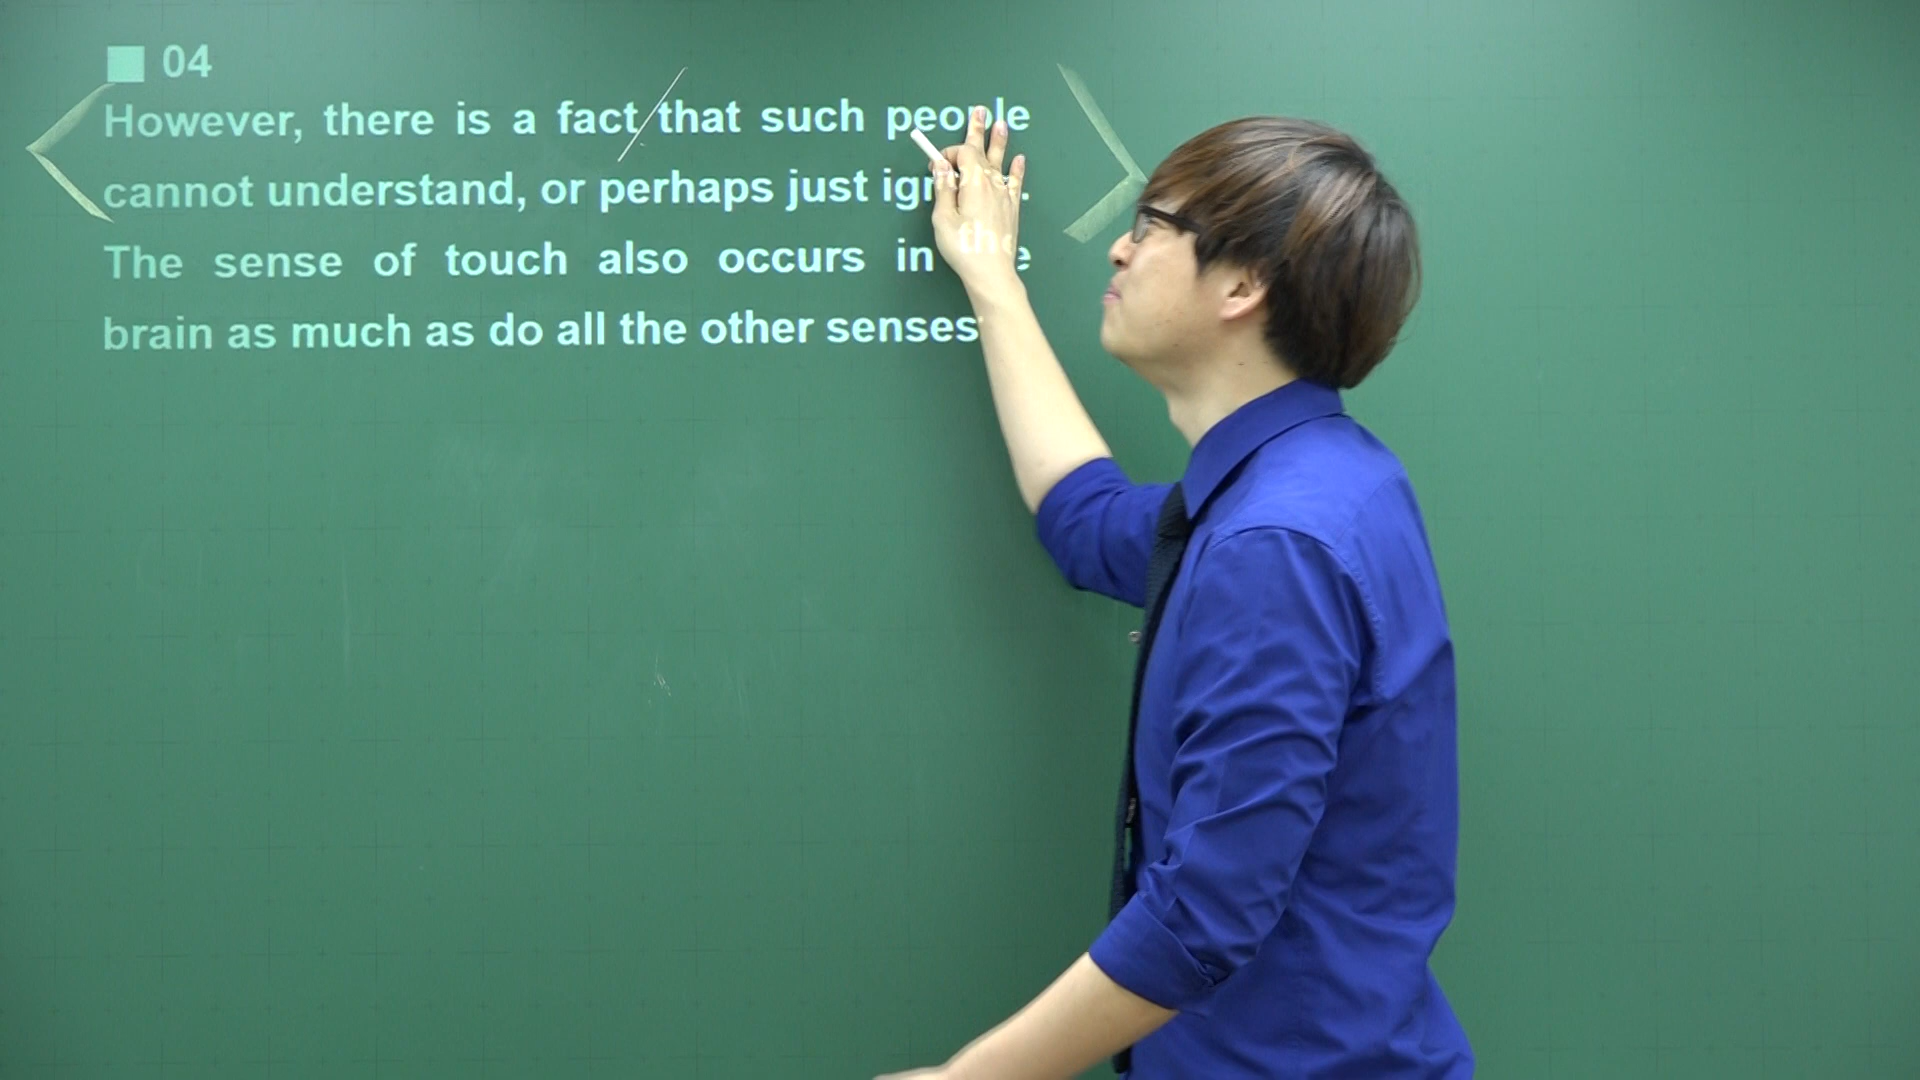 ■ 04
However, there is a fact that such people
cannot understand, or perhaps just
The sense of touch also occurs in the
brain as much as do all the other senses